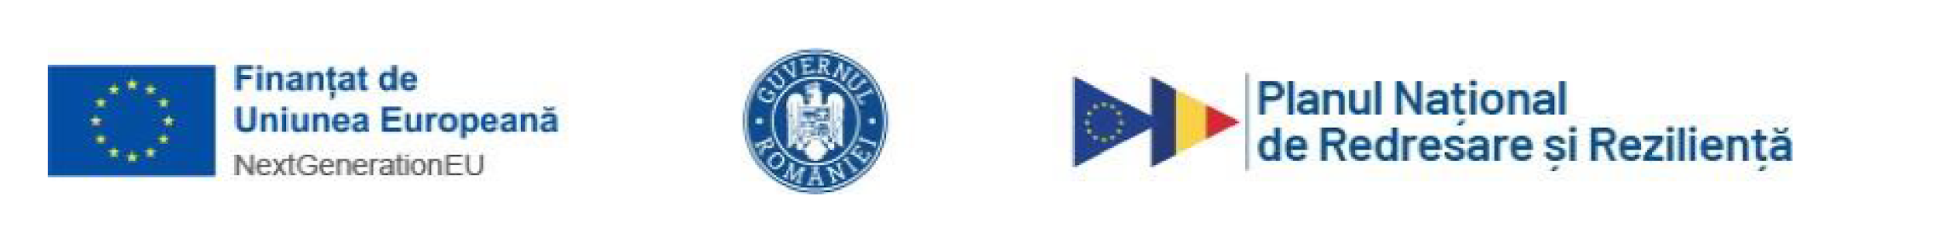 Finanțat de
Uniunea Europeană
NextGenerationEU
GUVERNUL
ROMÂNIEI
Planul Național
de Redresare și Reziliență